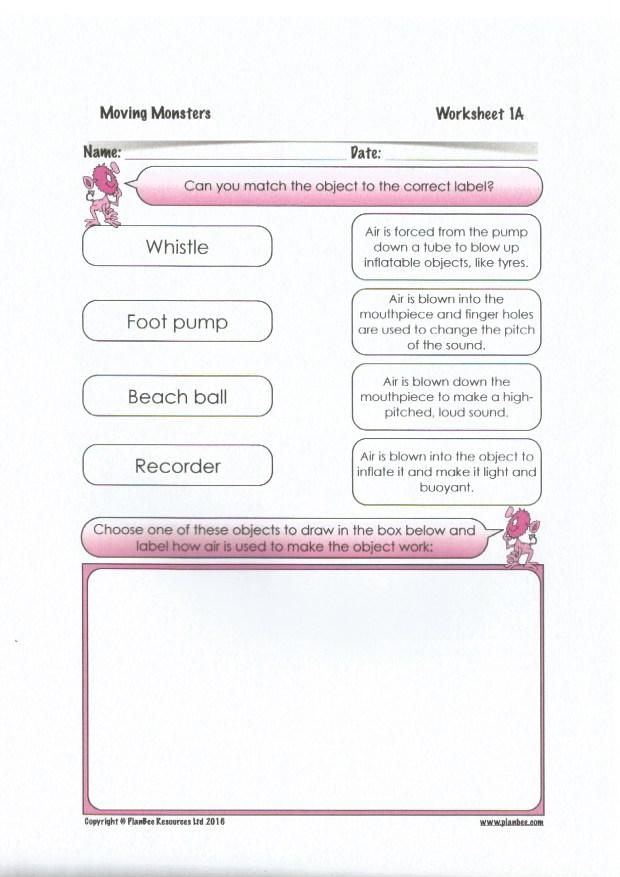 Moving Monsters
Worksheet 1A
Name:
Date:
Can you match the object to the correct label?
Whistle
Air is forced from the pump
down a tube to blow up
inflatable objects, like tyres.
Foot pump
Air is blown into the
mouthpiece and finger holes
are used to change the pitch
of the sound.
Beach ball
Air is blown down the
mouthpiece to make a high-
pitched, loud sound.
Recorder
Air is blown into the object to
inflate it and make it light and
buoyant.
Choose one of these objects to draw in the box below and
label how air is used to make the object work:
Copyright © PlanBee Resources Ltd 2016
www.planbee.com